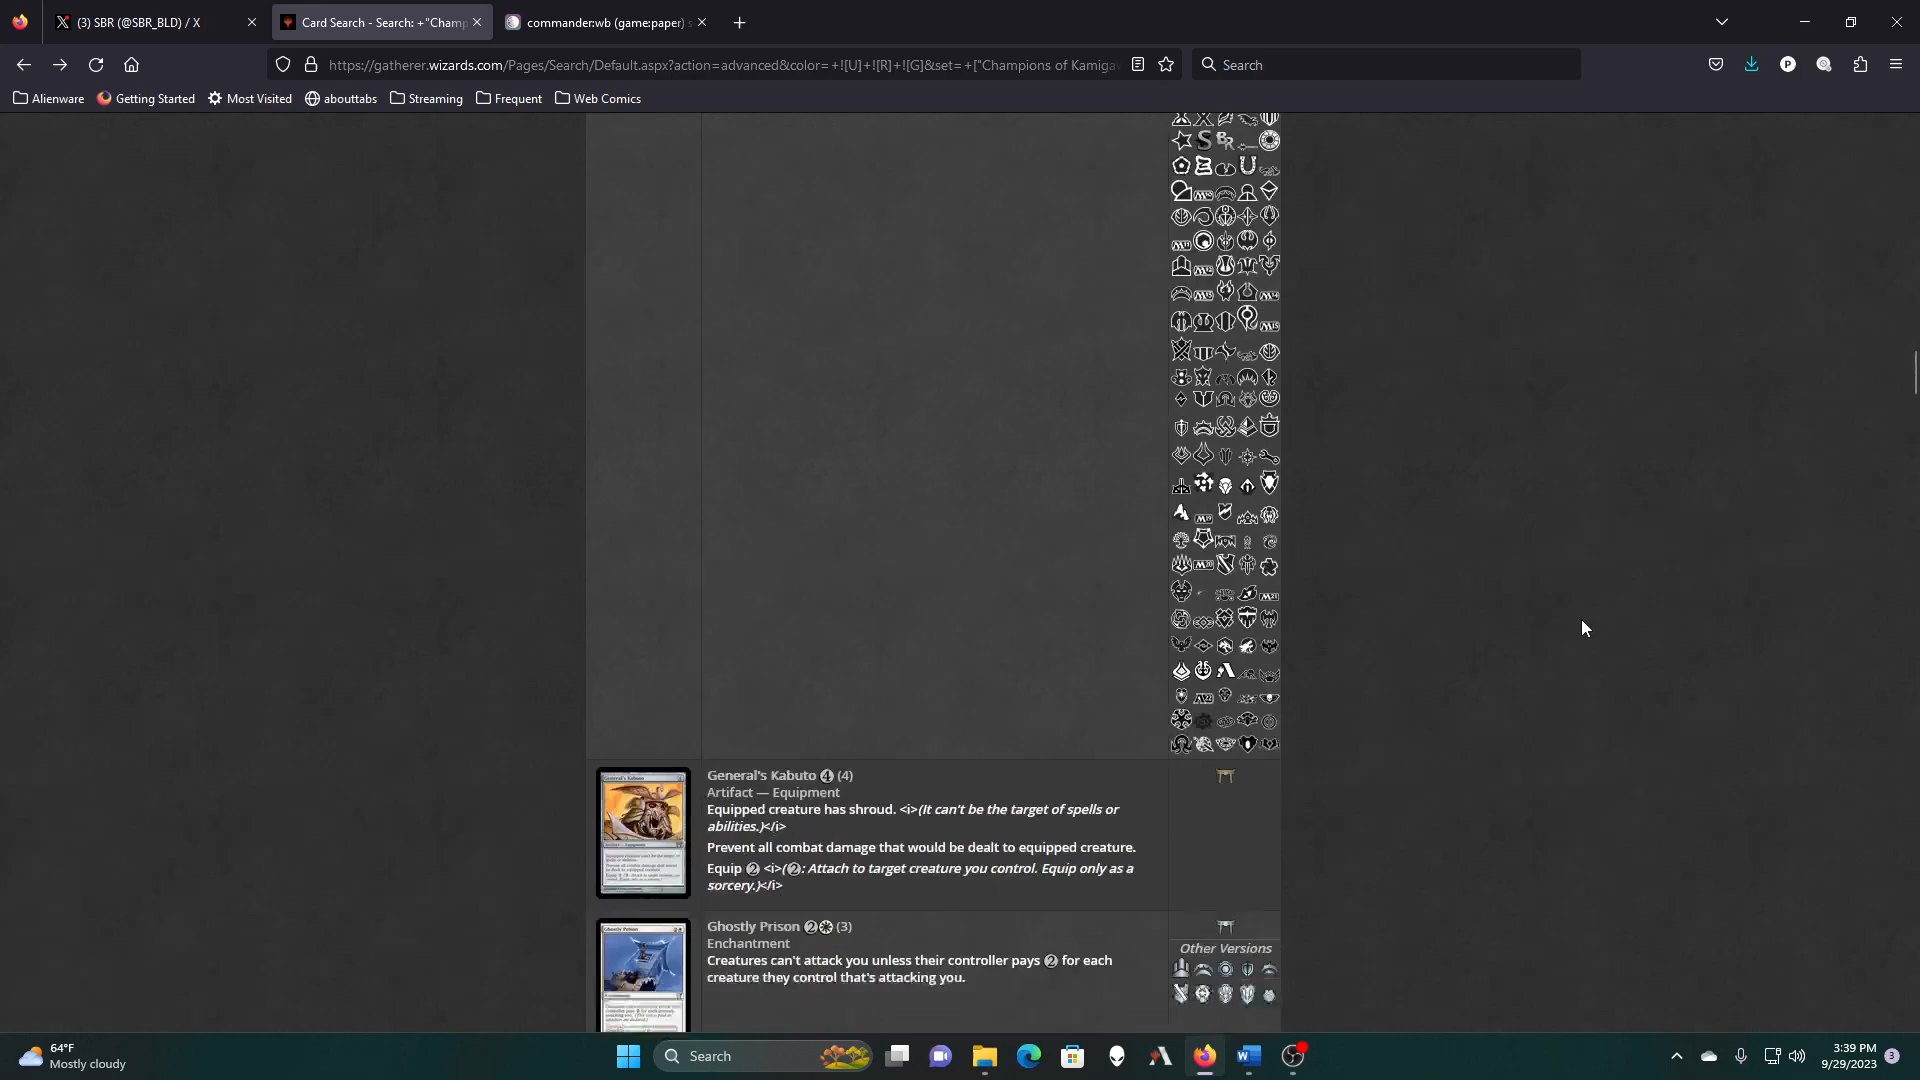 (3) SBR (@SBR_BLD) / X
Card Search - Search: +"Champ
commander:wb (game:paper) s
https://gatherer.wizards.com/Pages/Search/Default.aspx?action=advanced&color=+![U]+![R]+![G]&set=+["Champions of Kamigaw
Search
Alienware
Getting Started
Most Visited
abouttabs
Streaming
Frequent
Web Comics
General's Kabuto 4 (4)
Artifact — Equipment
Equipped creature has shroud. <i>(It can't be the target of spells or
abilities.)</i>
Prevent all combat damage that would be dealt to equipped creature.
Equip 2 <i>(2: Attach to target creature you control. Equip only as a
sorcery.)</i>
Ghostly Prison 2 (3)
Enchantment
Creatures can't attack you unless their controller pays 2 for each
creature they control that's attacking you.
Other Versions
64°F
Mostly cloudy
Search
3:39 PM
9/29/2023
3